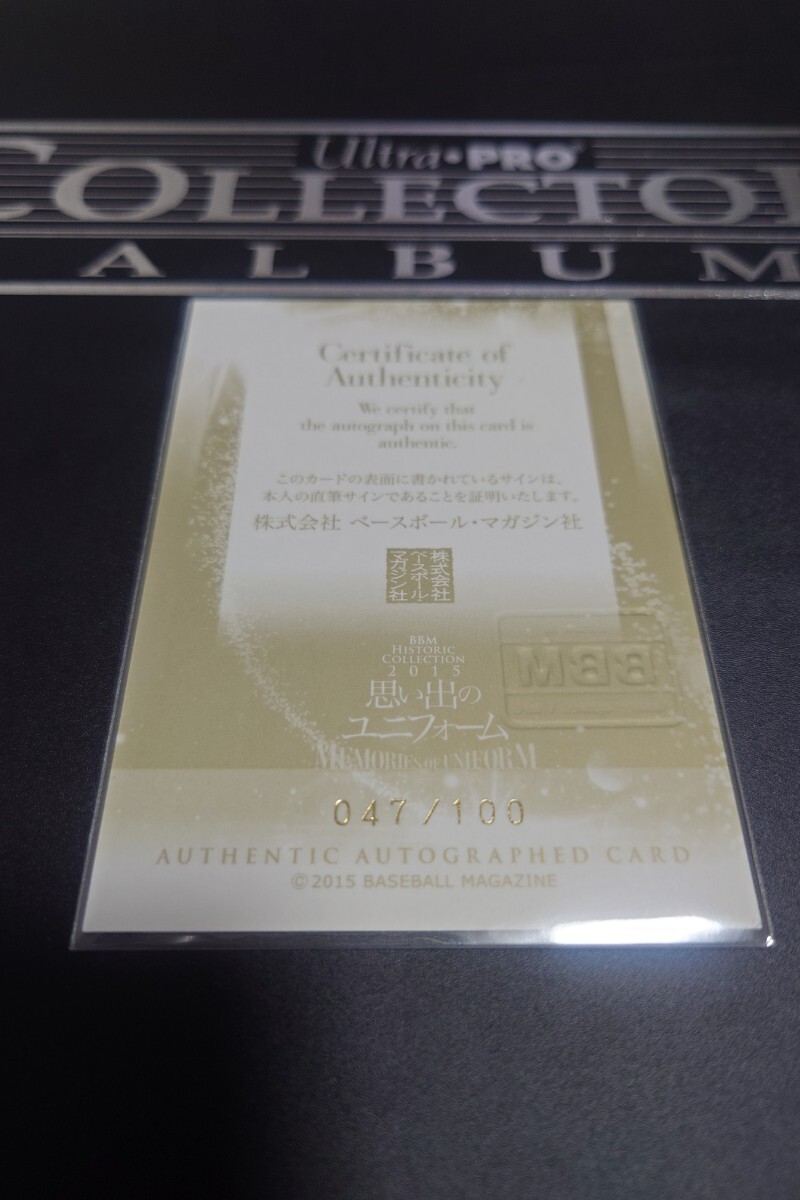 Ultra·PRO®
COLLECTOR
ALBUM
Certificate of
Authenticity
We certify that
the autograph on this card is
authentic.
このカードの表面に書かれているサインは、
本人の直筆サインであることを証明いたします。
株式会社 ベースボール・マガジン社
株式会社
ベースボール・
マガジン社
BBM
HISTORIC
COLLECTION
2015
思い出の
ユニフォーム
MEMORIES OF UNIFORM
BBM
047/100
AUTHENTIC AUTOGRAPHED CARD
©2015 BASEBALL MAGAZINE